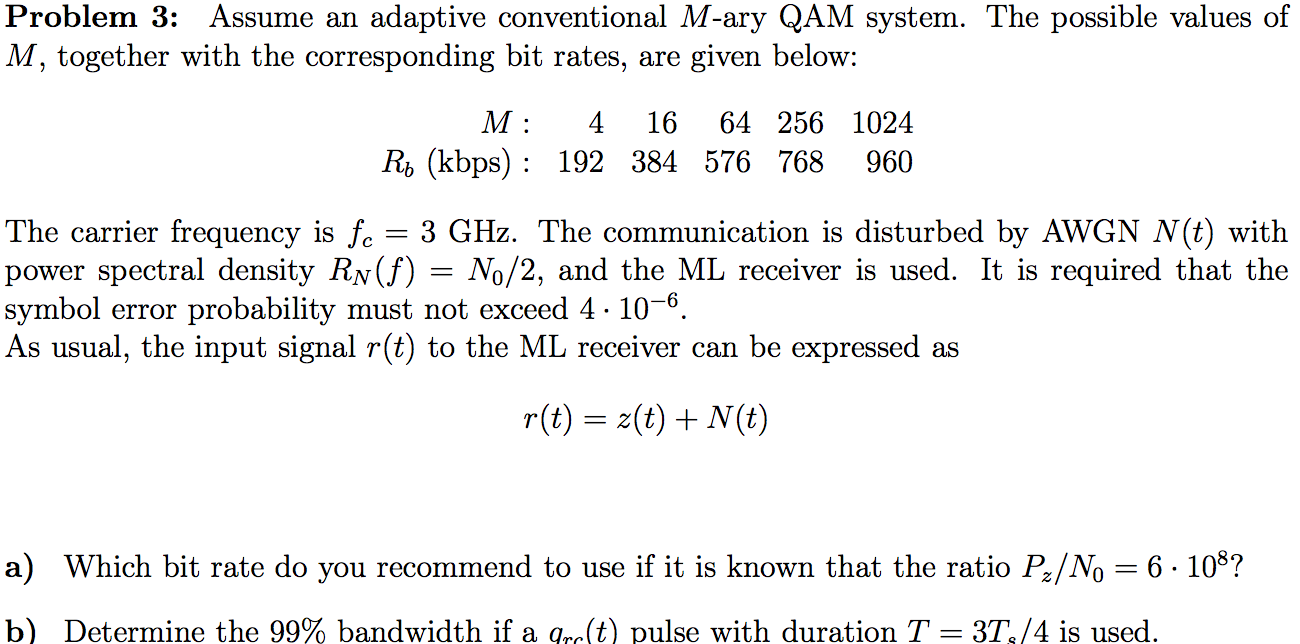 Problem 3: Assume an adaptive conventional M-ary QAM system. The possible values of
M, together with the corresponding bit rates, are given below:
M : 4 16 64 256 1024
R_b (kbps) : 192 384 576 768 960
The carrier frequency is f_c = 3 GHz. The communication is disturbed by AWGN N(t) with
power spectral density R_N(f) = N_0/2, and the ML receiver is used. It is required that the
symbol error probability must not exceed 4 · 10^{-6}.
As usual, the input signal r(t) to the ML receiver can be expressed as
r(t) = z(t) + N(t)
a) Which bit rate do you recommend to use if it is known that the ratio P_z/N_0 = 6 · 10^8?
b) Determine the 99% bandwidth if a g_{rc}(t) pulse with duration T = 3T_s/4 is used.